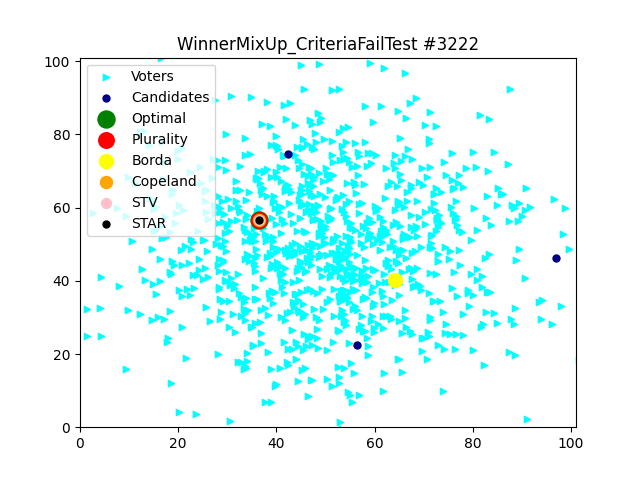 WinnerMixUp_CriteriaFailTest #3222
100
80
60
40
20
0
Voters
Candidates
Optimal
Plurality
Borda
Copeland
STV
STAR
0 20 40 60 80 100